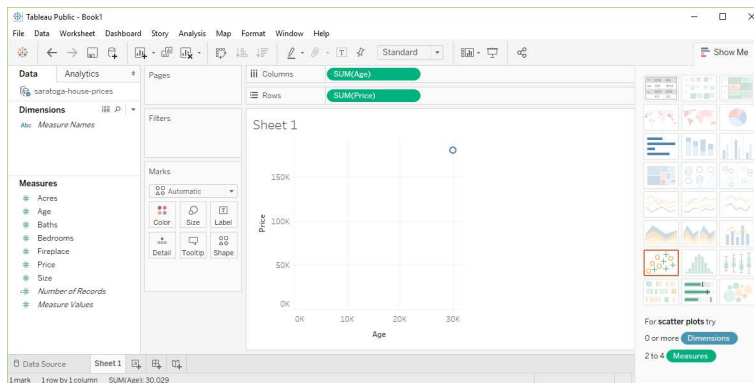 Tableau Public - Book1
File Data Worksheet Dashboard Story Analysis Map Format Window Help
Standard
Show Me
Data Analytics
Pages
Columns SUM(Age)
saratoga-house-prices
Rows SUM(Price)
Dimensions
Filters
Abc Measure Names
Sheet 1
Marks
Automatic
Measures
Acres
Age
Baths
Bedrooms
Fireplace
Price
Size
Number of Records
Measure Values
Color Size Label
Detail Tooltip Shape
Price
150K
100K
50K
0K
0K 10K 20K 30K
Age
For scatter plots try
0 or more Dimensions
2 to 4 Measures
Data Source Sheet 1
1 mark 1 row by 1 column SUM(Age): 30,029